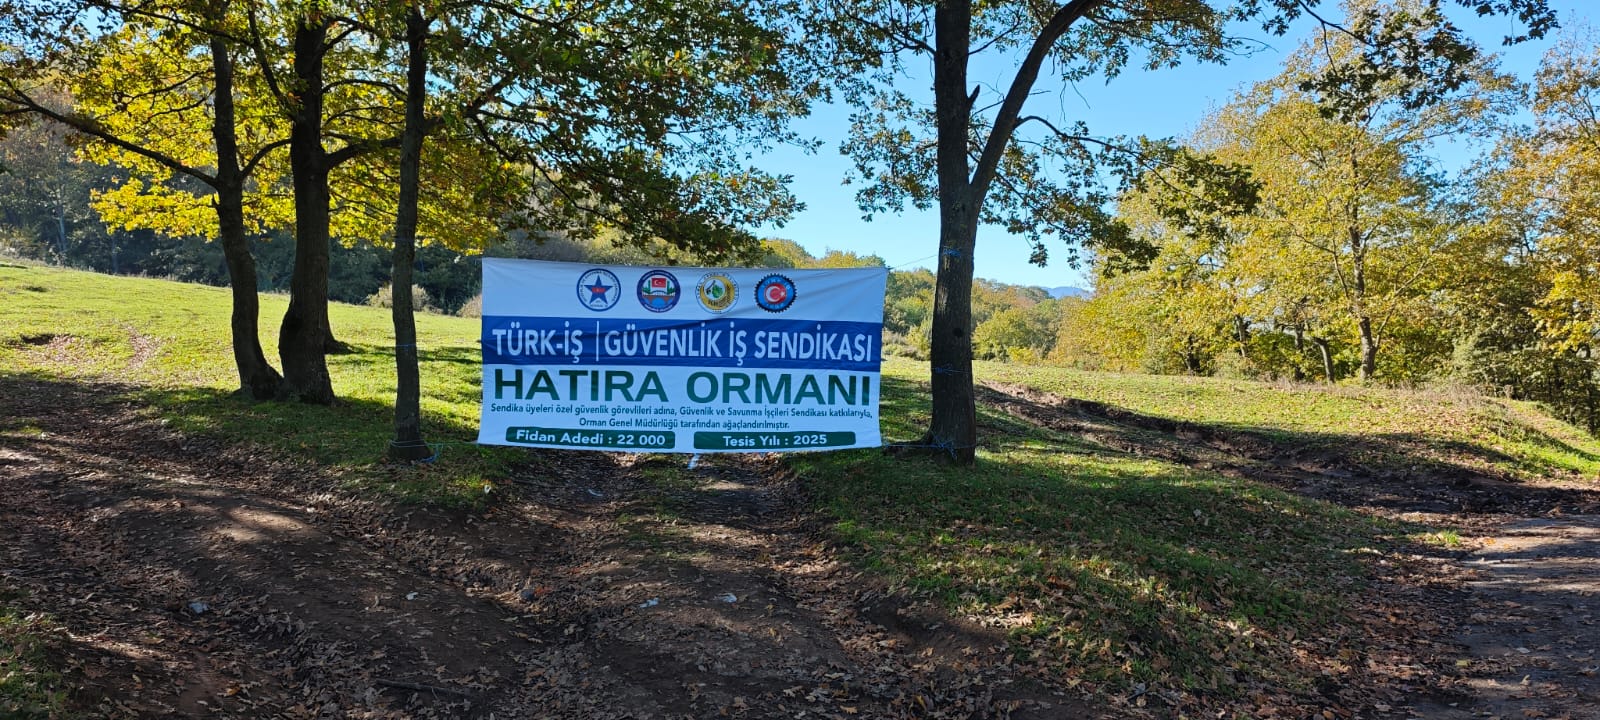 TÜRK-İŞ | GÜVENLİK İŞ SENDİKASI
HATIRA ORMANI
Sendika üyeleri özel güvenlik görevlileri adına, Güvenlik ve Savunma İşçileri Sendikası katkılarıyla,
Orman Genel Müdürlüğü tarafından ağaçlandırılmıştır.
Fidan Adedi : 22 000
Tesis Yılı : 2025